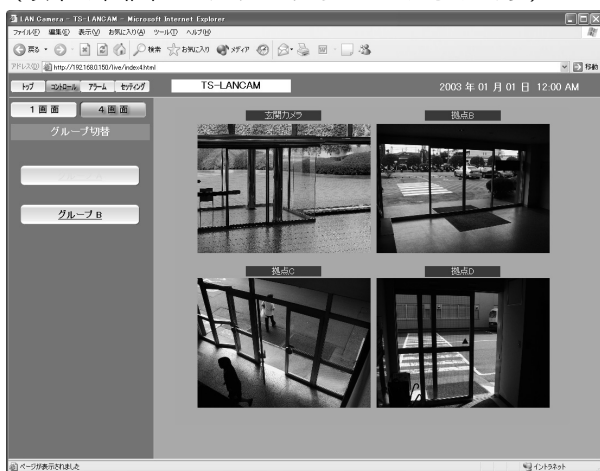 LAN Camera - TS-LANCAM - Microsoft Internet Explorer
ファイル(F) 編集(E) 表示(V) お気に入り(A) ツール(T) ヘルプ(H)
戻る 検索 お気に入り メディア
アドレス(D) http://192.168.0.150/live/index4.html 移動
トップ コントロール アラーム セッティング TS-LANCAM 2003 年 01 月 01 日 12:00 AM
1 画 面 4 画 面
グループ切替
グループ B
玄関カメラ 拠点B
拠点C 拠点D
ページが表示されました イントラネット